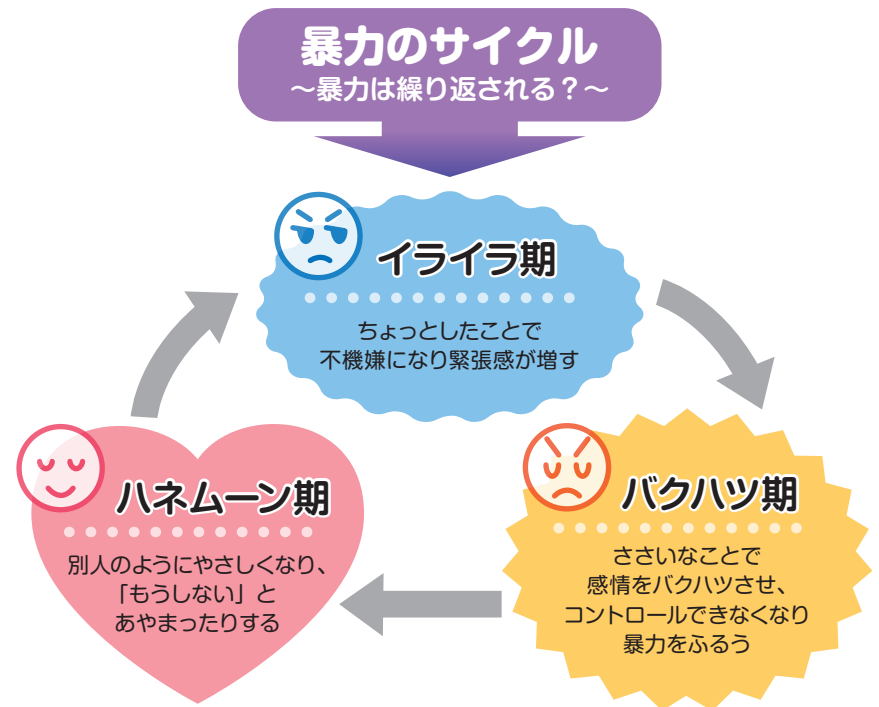 暴力のサイクル
～暴力は繰り返される？～
イライラ期
ちょっとしたことで
不機嫌になり緊張感が増す
バクハツ期
ささいなことで
感情をバクハツさせ、
コントロールできなくなり
暴力をふるう
ハネムーン期
別人のようにやさしくなり、
「もうしない」と
あやまったりする